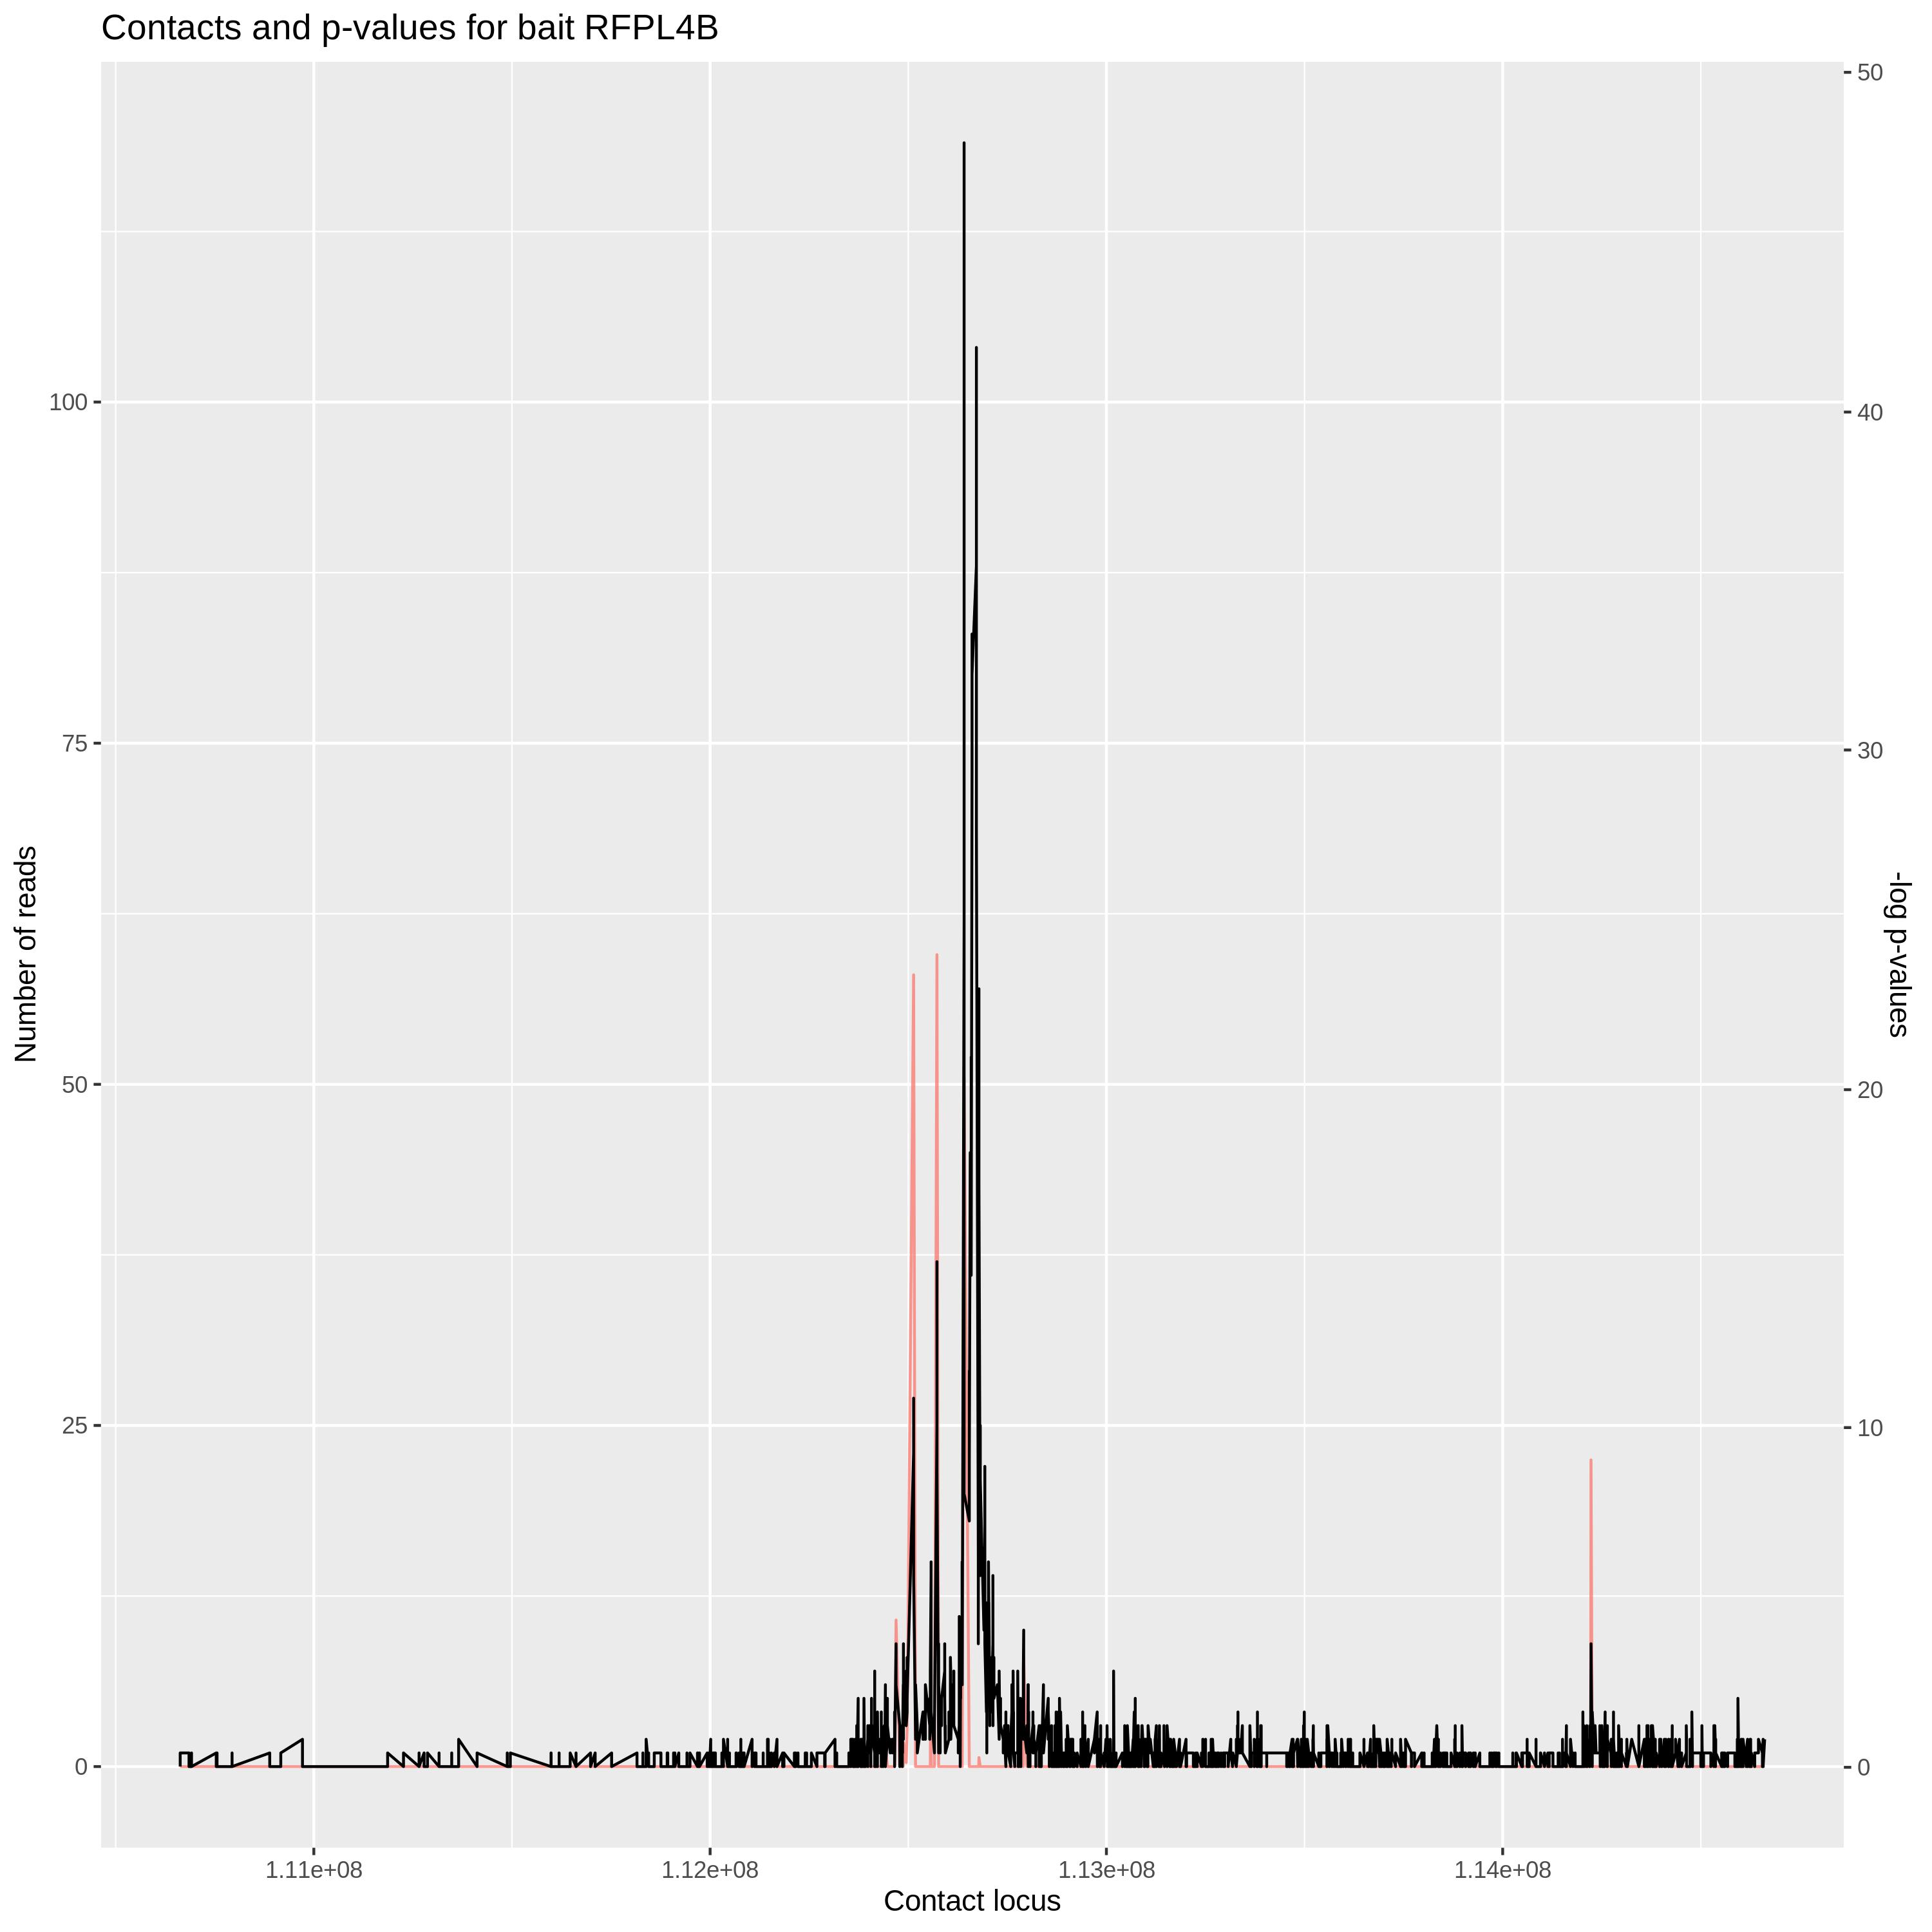 Contacts and p-values for bait RFPL4B
Number of reads
100
75
50
25
0
50
40
30
20
10
0
-log p-values
1.11e+08 1.12e+08 1.13e+08 1.14e+08
Contact locus